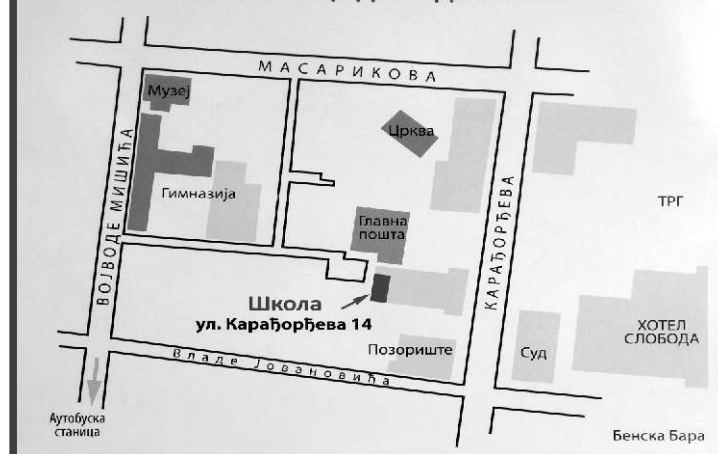 МАСАРИКОВА
Музеј
Црква
ВОЈВОДЕ МИШИЋА
Гимназија
КАРАЂОРЂЕВА
ТРГ
Главна
пошта
Школа
ул. Карађорђева 14
ХОТЕЛ
СЛОБОДА
Позориште
Суд
Владе Јовановића
Аутобуска
станица
Бенска Бара